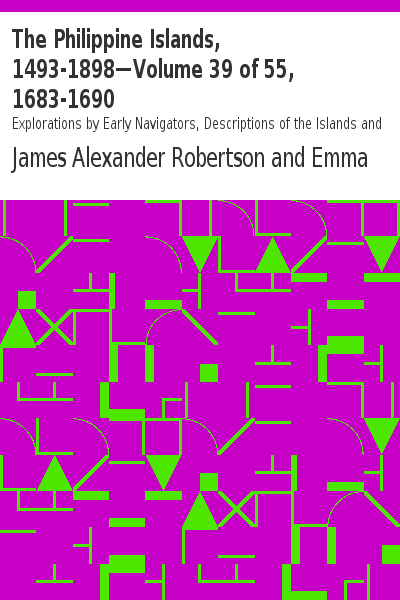 The Philippine Islands,
1493-1898—Volume 39 of 55,
1683-1690
Explorations by Early Navigators, Descriptions of the Islands and
James Alexander Robertson and Emma